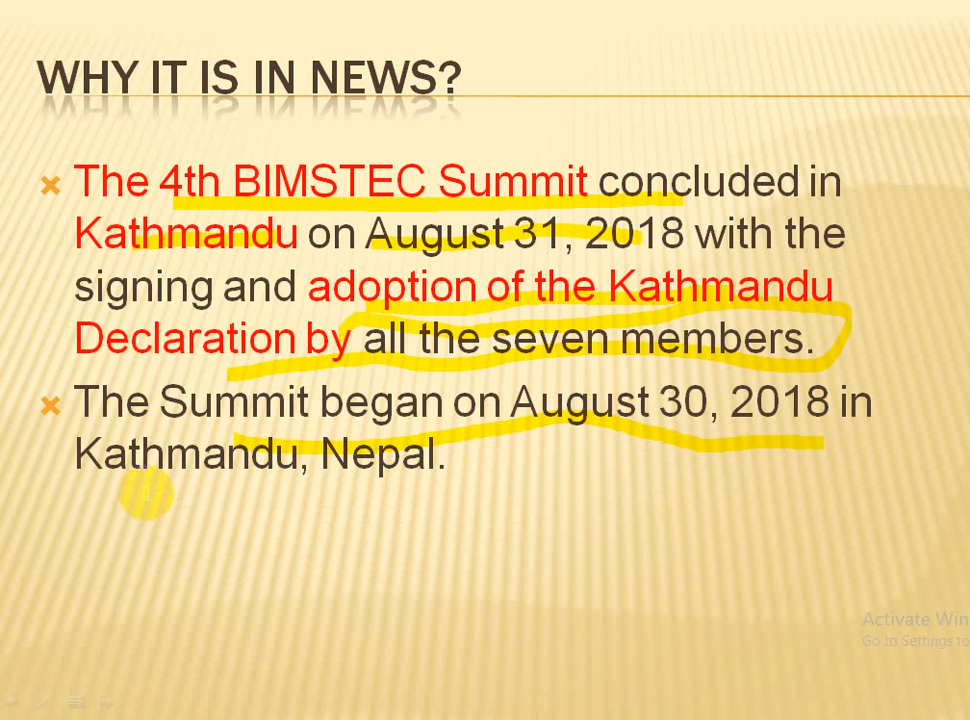 WHY IT IS IN NEWS?
The 4th BIMSTEC Summit concluded in
Kathmandu on August 31, 2018 with the
signing and adoption of the Kathmandu
Declaration by all the seven members.
The Summit began on August 30, 2018 in
Kathmandu, Nepal.
Activate Win
Go to Settings to